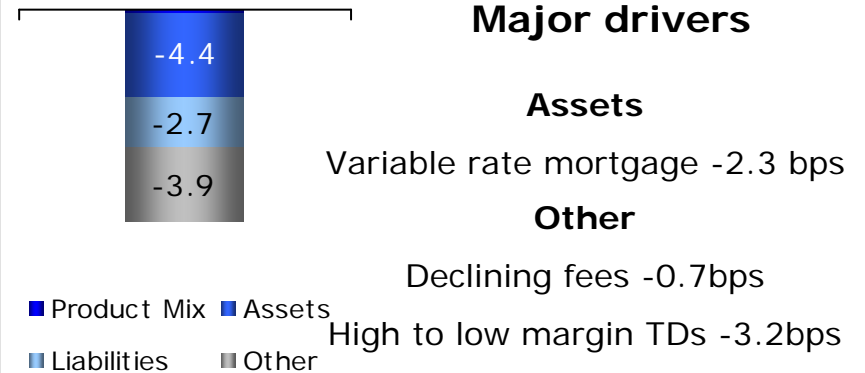 -4.4
-2.7
-3.9
Product Mix
Assets
Liabilities
Other
Major drivers
Assets
Variable rate mortgage -2.3 bps
Other
Declining fees -0.7bps
High to low margin TDs -3.2bps